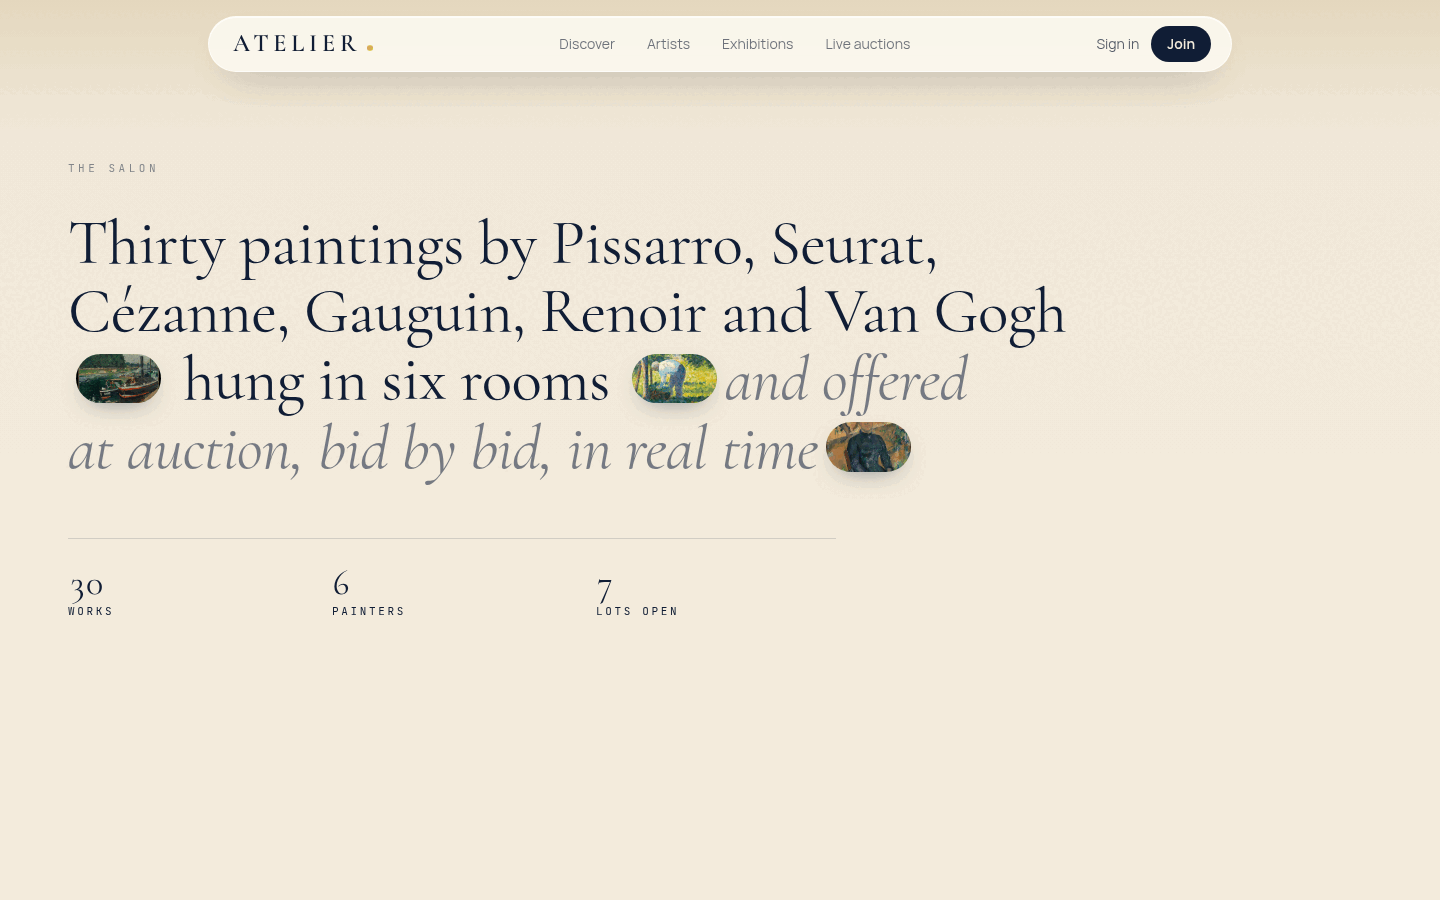 ATELIER.
Discover
Artists
Exhibitions
Live auctions
Sign in
Join
THE SALON
Thirty paintings by Pissarro, Seurat,
Cézanne, Gauguin, Renoir and Van Gogh
hung in six rooms and offered
at auction, bid by bid, in real time
30
WORKS
6
PAINTERS
7
LOTS OPEN